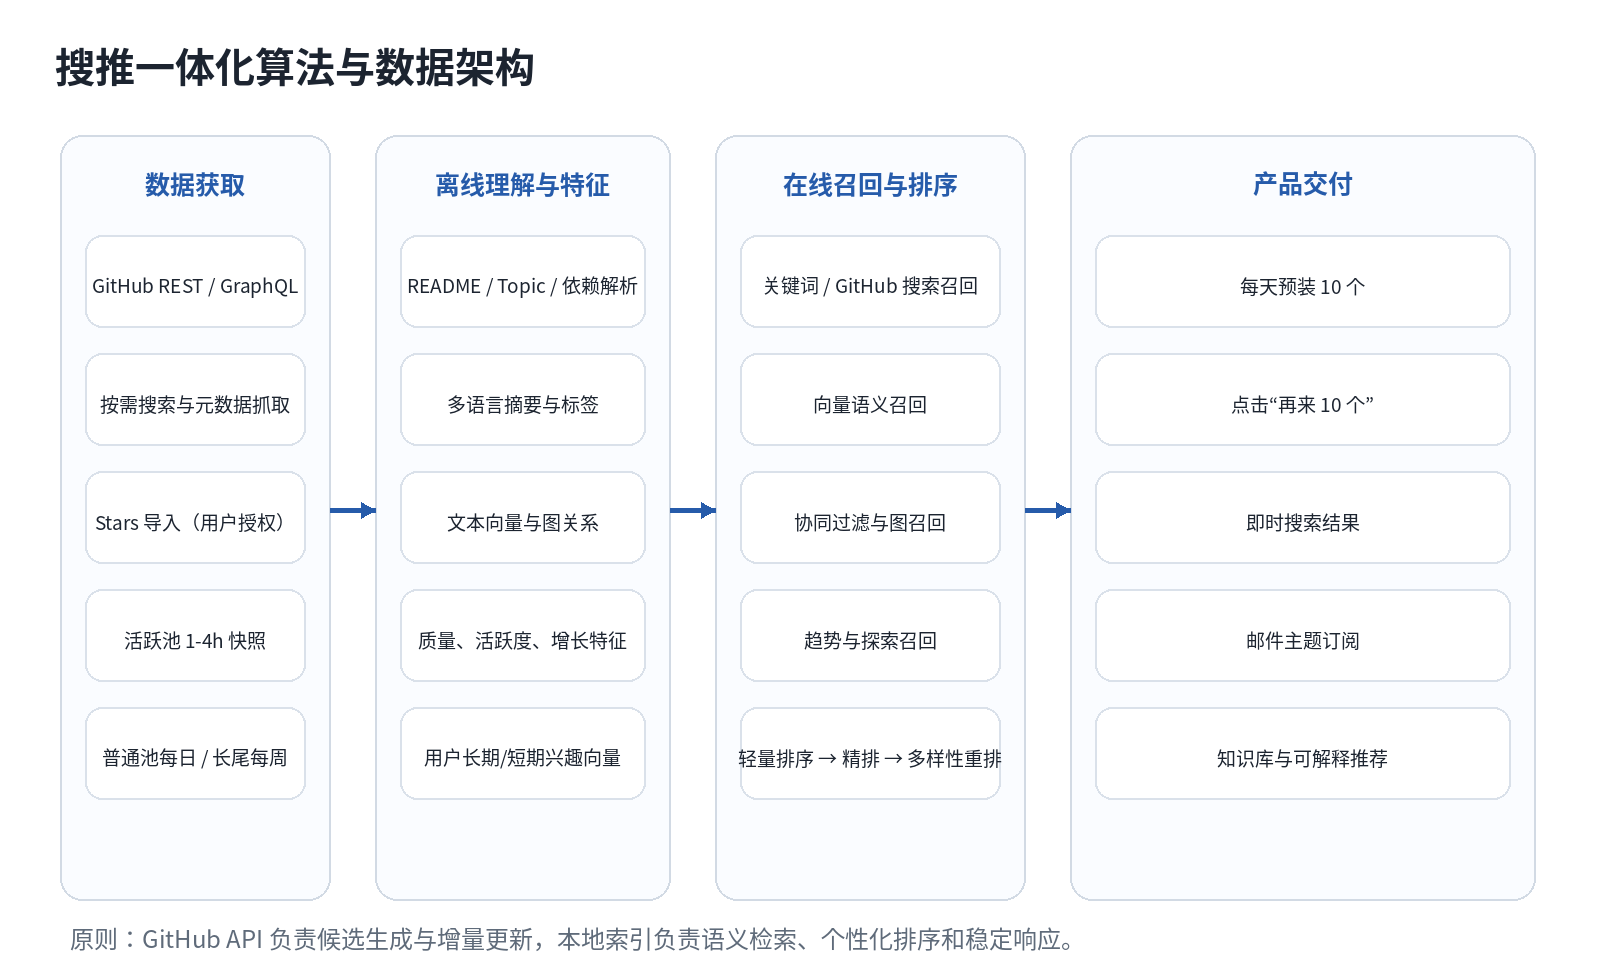 搜推一体化算法与数据架构
数据获取
GitHub REST / GraphQL
按需搜索与元数据抓取
Stars 导入（用户授权）
活跃池 1-4h 快照
普通池每日 / 长尾每周
离线理解与特征
README / Topic / 依赖解析
多语言摘要与标签
文本向量与图关系
质量、活跃度、增长特征
用户长期/短期兴趣向量
在线召回与排序
关键词 / GitHub 搜索召回
向量语义召回
协同过滤与图召回
趋势与探索召回
轻量排序 → 精排 → 多样性重排
产品交付
每天预装 10 个
点击“再来 10 个”
即时搜索结果
邮件主题订阅
知识库与可解释推荐
原则：GitHub API 负责候选生成与增量更新，本地索引负责语义检索、个性化排序和稳定响应。